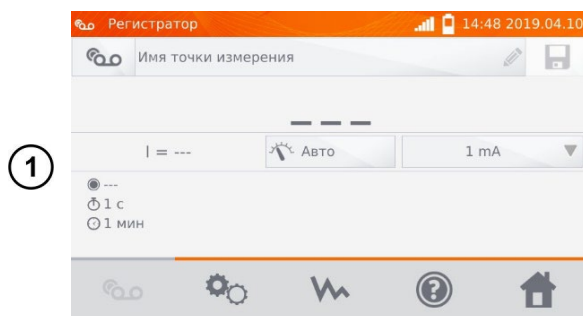 Регистратор 14:48 2019.04.10
Имя точки измерения
---
1
I = --- Авто 1 mA
---
1 с
1 мин
?